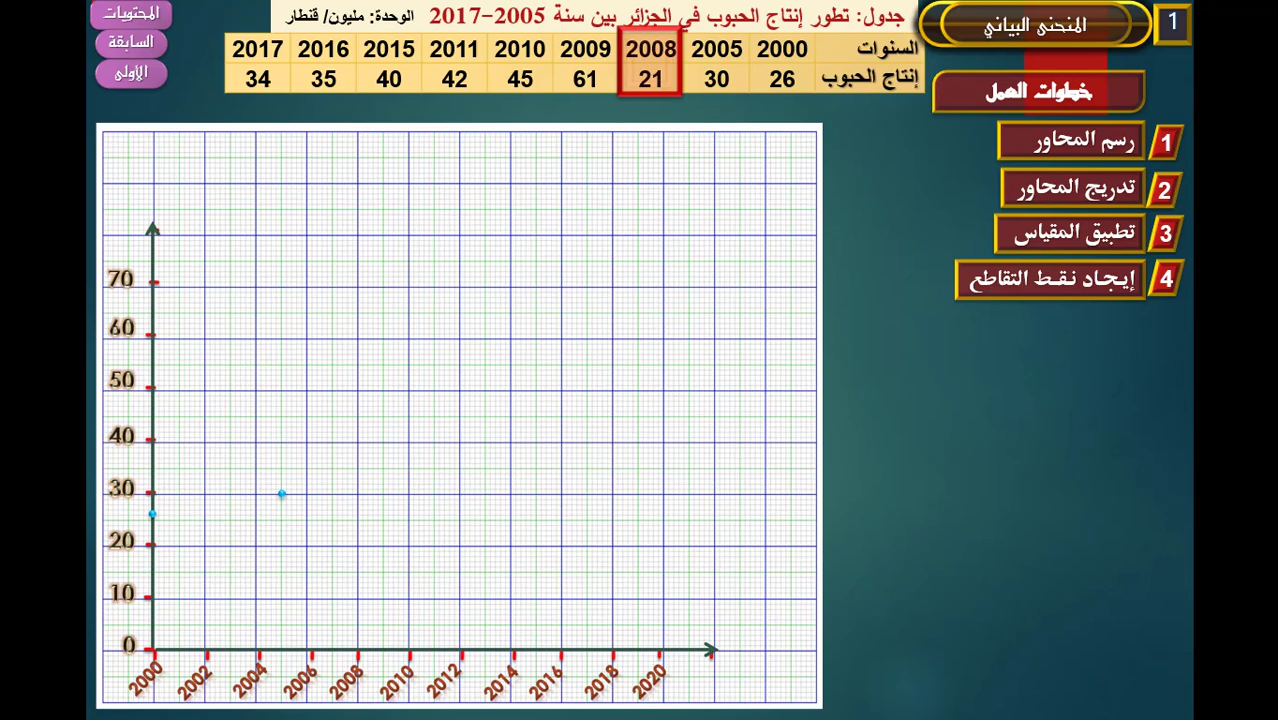 1
المنحنى البياني
المحتويات
السابقة
الأولى
جدول: تطور إنتاج الحبوب في الجزائر بين سنة 2005-2017 الوحدة: مليون/ قنطار
السنوات 2000 2005 2008 2009 2010 2011 2015 2016 2017
إنتاج الحبوب 26 30 21 61 45 42 40 35 34
خطوات العمل
1 رسم المحاور
2 تدريج المحاور
3 تطبيق المقياس
4 إيجاد نقط التقاطع
70
60
50
40
30
20
10
0
2000 2002 2004 2006 2008 2010 2012 2014 2016 2018 2020